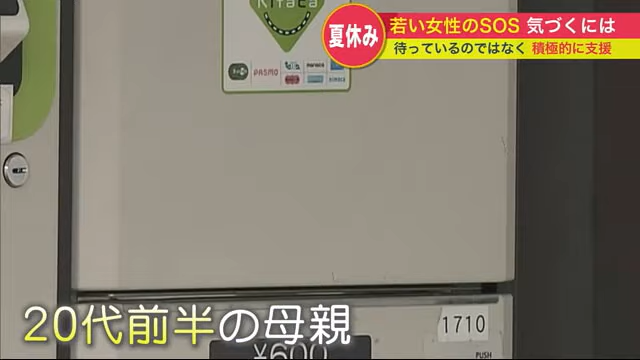 Kitaca
PASMO
夏休み
若い女性のSOS 気づくには
待っているのではなく 積極的に支援
20代前半の母親
¥600
1710
PUSH